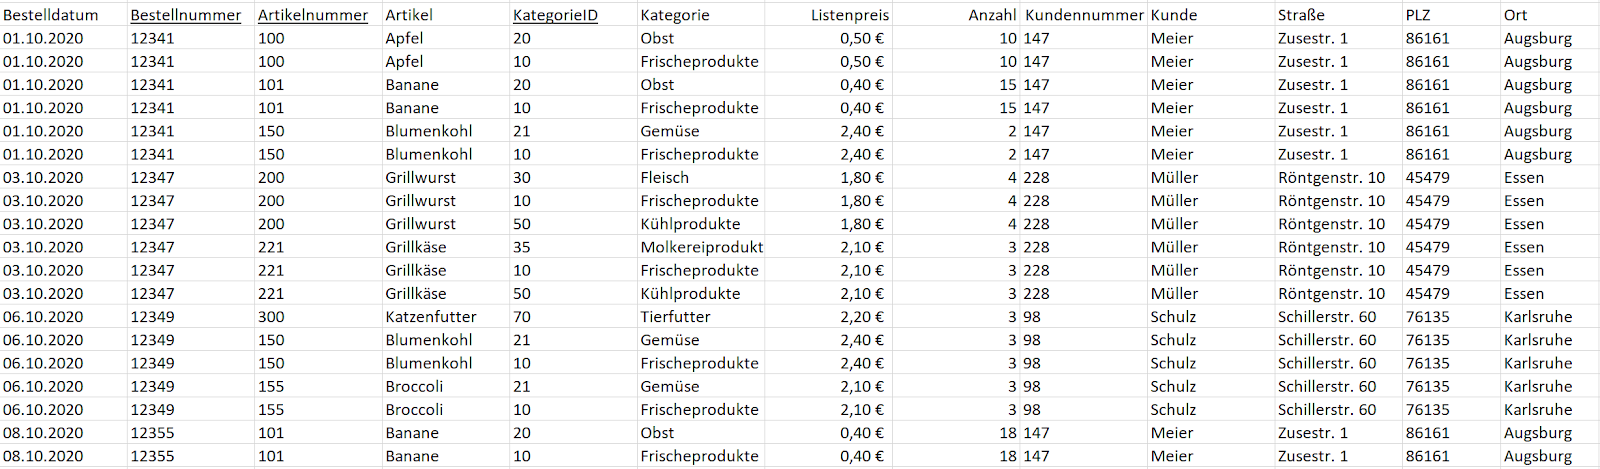 Bestelldatum Bestellnummer Artikelnummer Artikel KategorieID Kategorie Listenpreis Anzahl Kundennummer Kunde Straße PLZ Ort
01.10.2020 12341 100 Apfel 20 Obst 0,50 € 10 147 Meier Zusestr. 1 86161 Augsburg
01.10.2020 12341 100 Apfel 10 Frischeprodukte 0,50 € 10 147 Meier Zusestr. 1 86161 Augsburg
01.10.2020 12341 101 Banane 20 Obst 0,40 € 15 147 Meier Zusestr. 1 86161 Augsburg
01.10.2020 12341 101 Banane 10 Frischeprodukte 0,40 € 15 147 Meier Zusestr. 1 86161 Augsburg
01.10.2020 12341 150 Blumenkohl 21 Gemüse 2,40 € 2 147 Meier Zusestr. 1 86161 Augsburg
01.10.2020 12341 150 Blumenkohl 10 Frischeprodukte 2,40 € 2 147 Meier Zusestr. 1 86161 Augsburg
03.10.2020 12347 200 Grillwurst 30 Fleisch 1,80 € 4 228 Müller Röntgenstr. 10 45479 Essen
03.10.2020 12347 200 Grillwurst 10 Frischeprodukte 1,80 € 4 228 Müller Röntgenstr. 10 45479 Essen
03.10.2020 12347 200 Grillwurst 50 Kühlprodukte 1,80 € 4 228 Müller Röntgenstr. 10 45479 Essen
03.10.2020 12347 221 Grillkäse 35 Molkereiprodukt 2,10 € 3 228 Müller Röntgenstr. 10 45479 Essen
03.10.2020 12347 221 Grillkäse 10 Frischeprodukte 2,10 € 3 228 Müller Röntgenstr. 10 45479 Essen
03.10.2020 12347 221 Grillkäse 50 Kühlprodukte 2,10 € 3 228 Müller Röntgenstr. 10 45479 Essen
06.10.2020 12349 300 Katzenfutter 70 Tierfutter 2,20 € 3 98 Schulz Schillerstr. 60 76135 Karlsruhe
06.10.2020 12349 150 Blumenkohl 21 Gemüse 2,40 € 3 98 Schulz Schillerstr. 60 76135 Karlsruhe
06.10.2020 12349 150 Blumenkohl 10 Frischeprodukte 2,40 € 3 98 Schulz Schillerstr. 60 76135 Karlsruhe
06.10.2020 12349 155 Broccoli 21 Gemüse 2,10 € 3 98 Schulz Schillerstr. 60 76135 Karlsruhe
06.10.2020 12349 155 Broccoli 10 Frischeprodukte 2,10 € 3 98 Schulz Schillerstr. 60 76135 Karlsruhe
08.10.2020 12355 101 Banane 20 Obst 0,40 € 18 147 Meier Zusestr. 1 86161 Augsburg
08.10.2020 12355 101 Banane 10 Frischeprodukte 0,40 € 18 147 Meier Zusestr. 1 86161 Augsburg